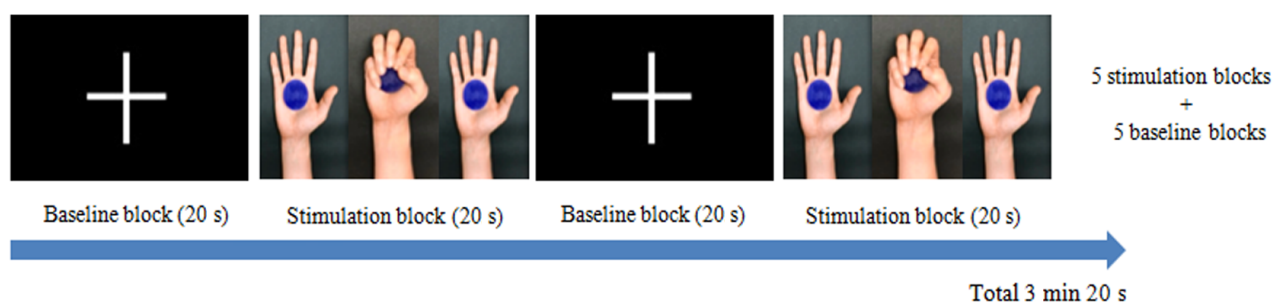 5 stimulation blocks
+
5 baseline blocks
Baseline block (20 s)
Stimulation block (20 s)
Baseline block (20 s)
Stimulation block (20 s)
Total 3 min 20 s